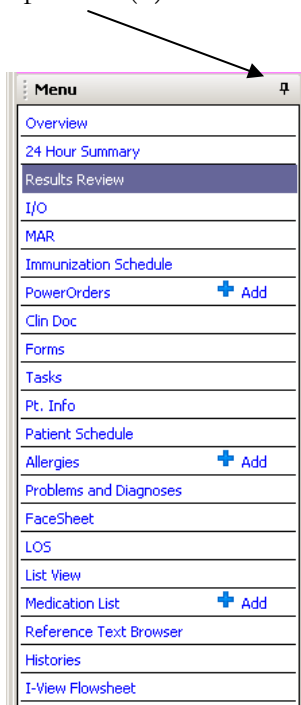 Menu
Overview
24 Hour Summary
Results Review
I/O
MAR
Immunization Schedule
PowerOrders Add
Clin Doc
Forms
Tasks
Pt. Info
Patient Schedule
Allergies Add
Problems and Diagnoses
FaceSheet
LOS
List View
Medication List Add
Reference Text Browser
Histories
I-View Flowsheet